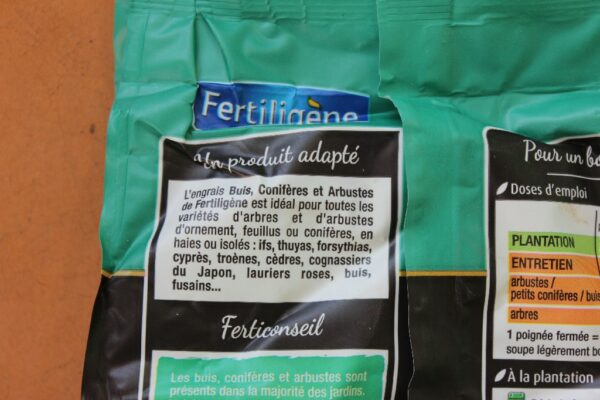 Fertiligène
Un produit adapté
L'engrais Buis, Conifères et Arbustes
de Fertiligène est idéal pour toutes les
variétés d'arbres et d'arbustes
d'ornement, feuillus ou conifères, en
haies ou isolés : ifs, thuyas, forsythias,
cyprès, troènes, cèdres, cognassiers
du Japon, lauriers roses, buis,
fusains...
Ferticonseil
Les buis, conifères et arbustes sont
présents dans la majorité des jardins.
Pour un
Doses d'emploi
PLANTATION
ENTRETIEN
arbustes /
petits conifères / buis
arbres
1 poignée fermée =
soupe légèrement
À la plantation